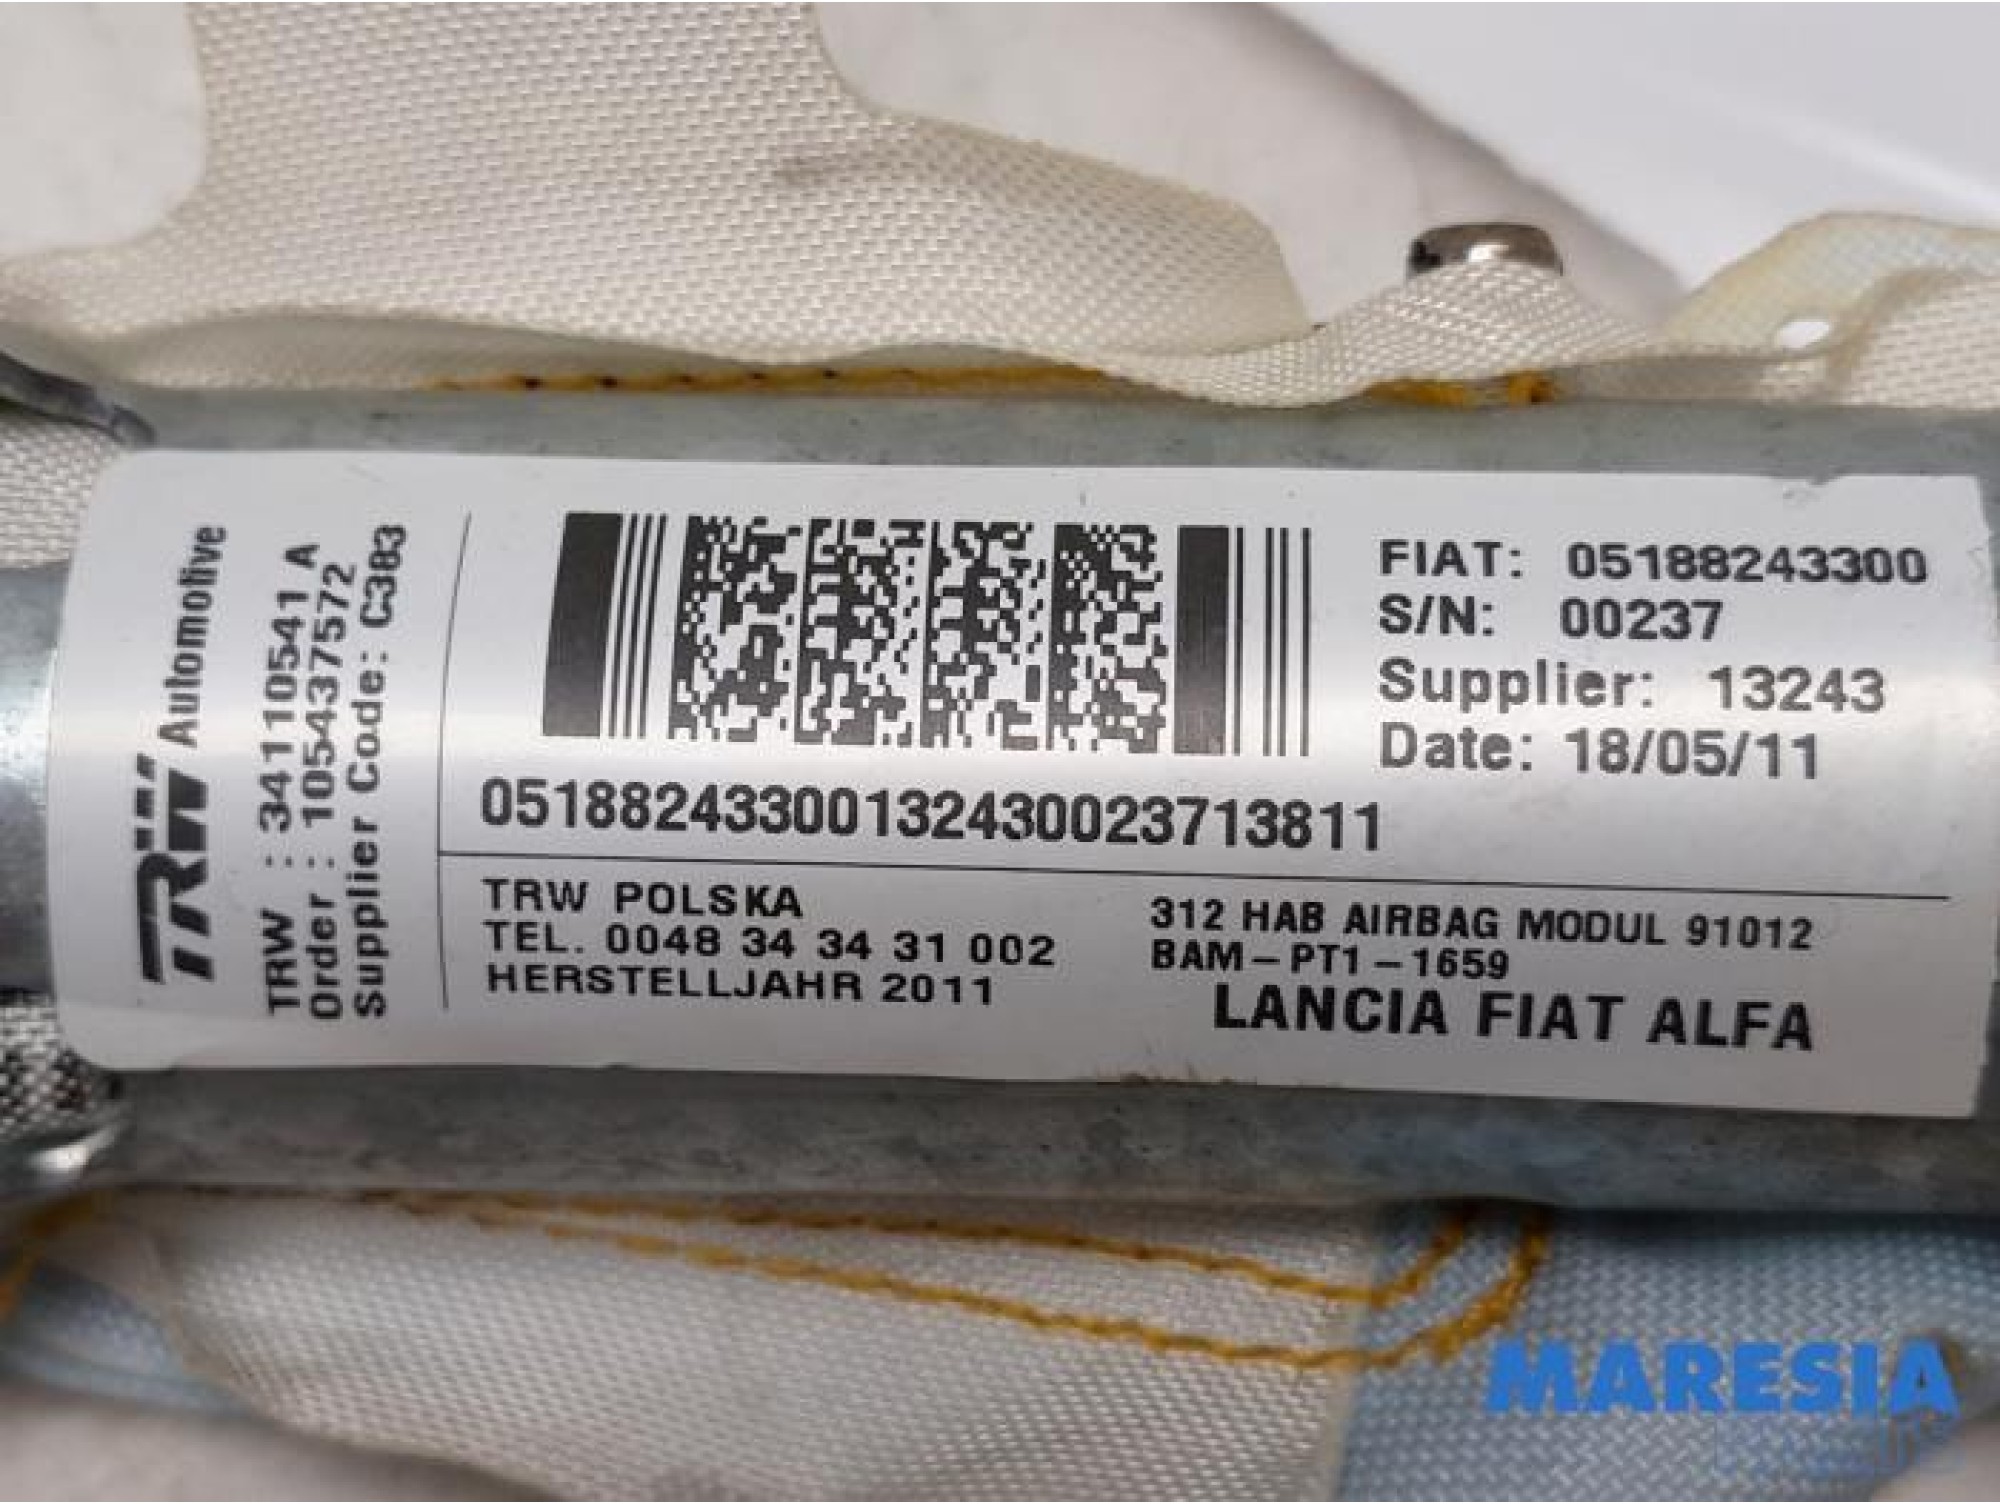 TRW Automotive
TRW : 34110541 A
Order : 1054375572
Supplier Code: C383
FIAT: 05188243300
S/N: 00237
Supplier: 13243
Date: 18/05/11
05188243300132430023713811
TRW POLSKA
TEL. 0048 34 34 31 002
HERSTELLJAHR 2011
312 HAB AIRBAG MODUL 91012
BAM-PT1-1659
LANCIA FIAT ALFA
MARESIA